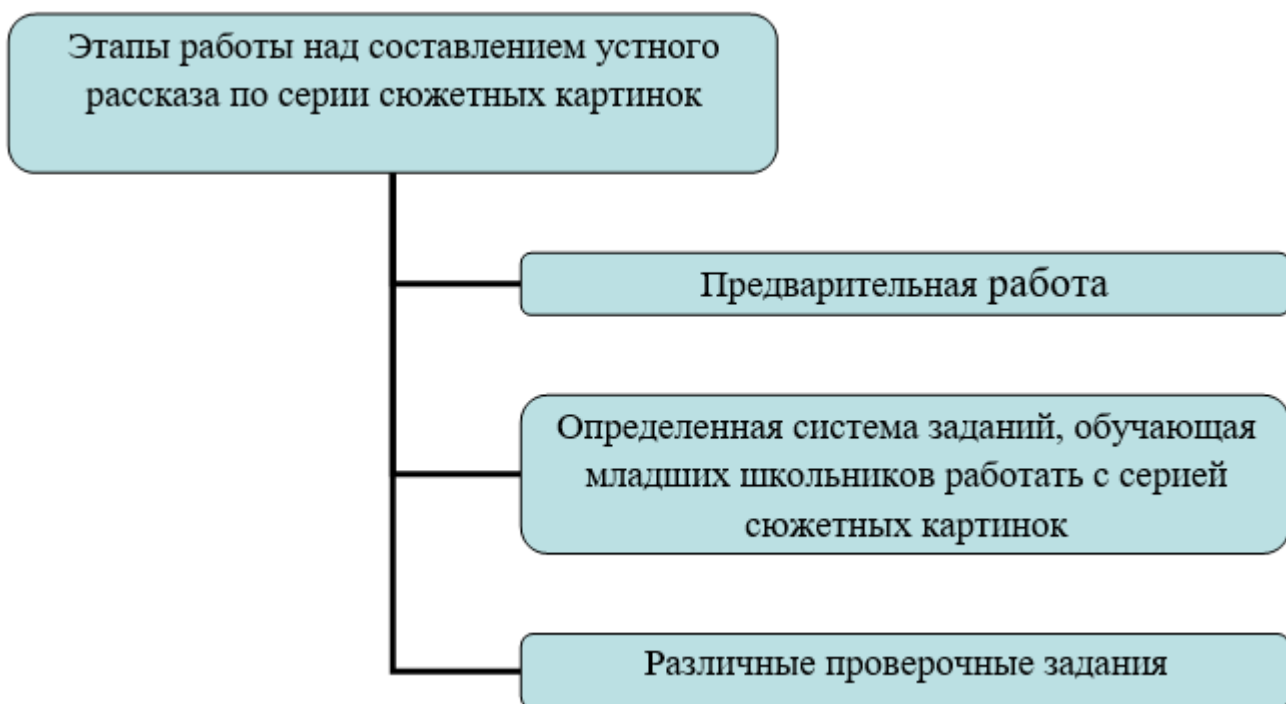 Этапы работы над составлением устного
рассказа по серии сюжетных картинок
Предварительная работа
Определенная система заданий, обучающая
младших школьников работать с серией
сюжетных картинок
Различные проверочные задания